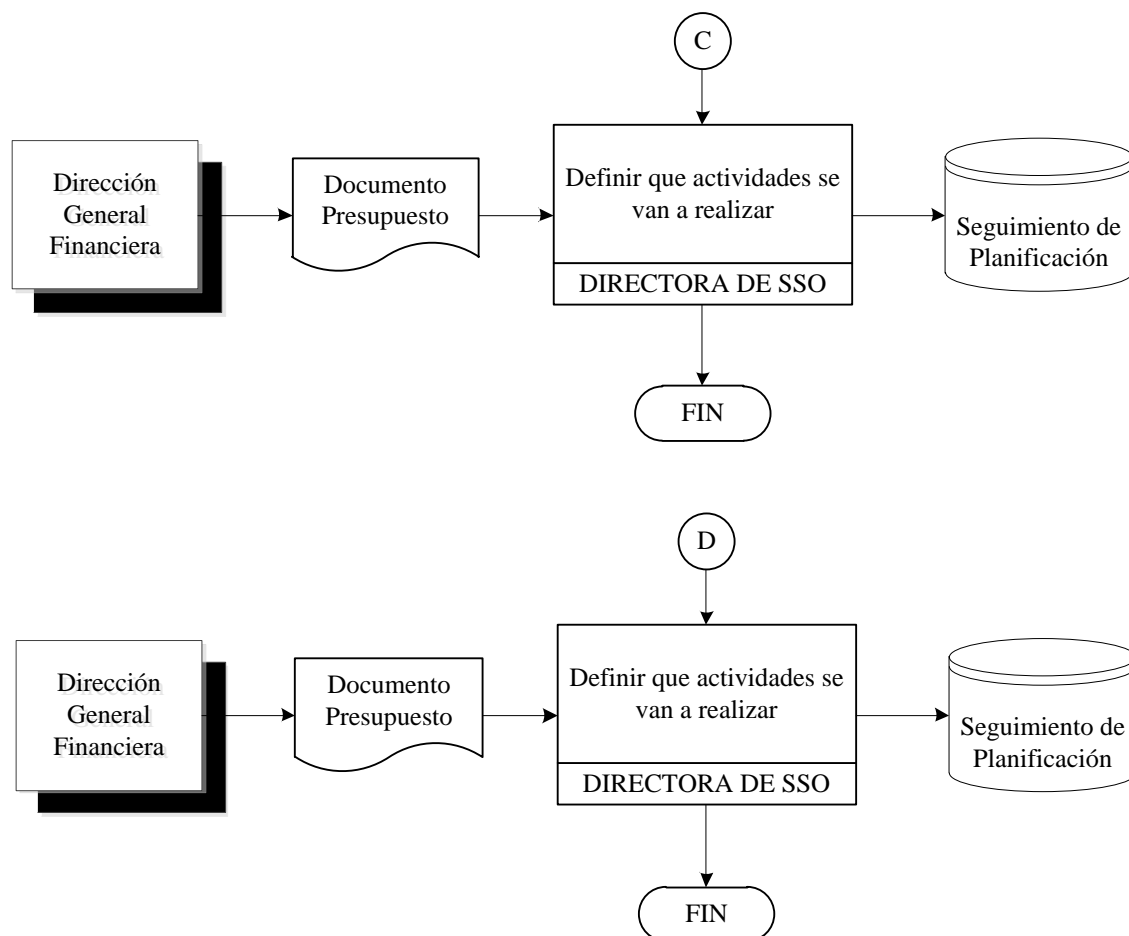 C
Dirección
General
Financiera
Documento
Presupuesto
Definir que actividades se
van a realizar
DIRECTORA DE SSO
Seguimiento de
Planificación
FIN
D
Dirección
General
Financiera
Documento
Presupuesto
Definir que actividades se
van a realizar
DIRECTORA DE SSO
Seguimiento de
Planificación
FIN